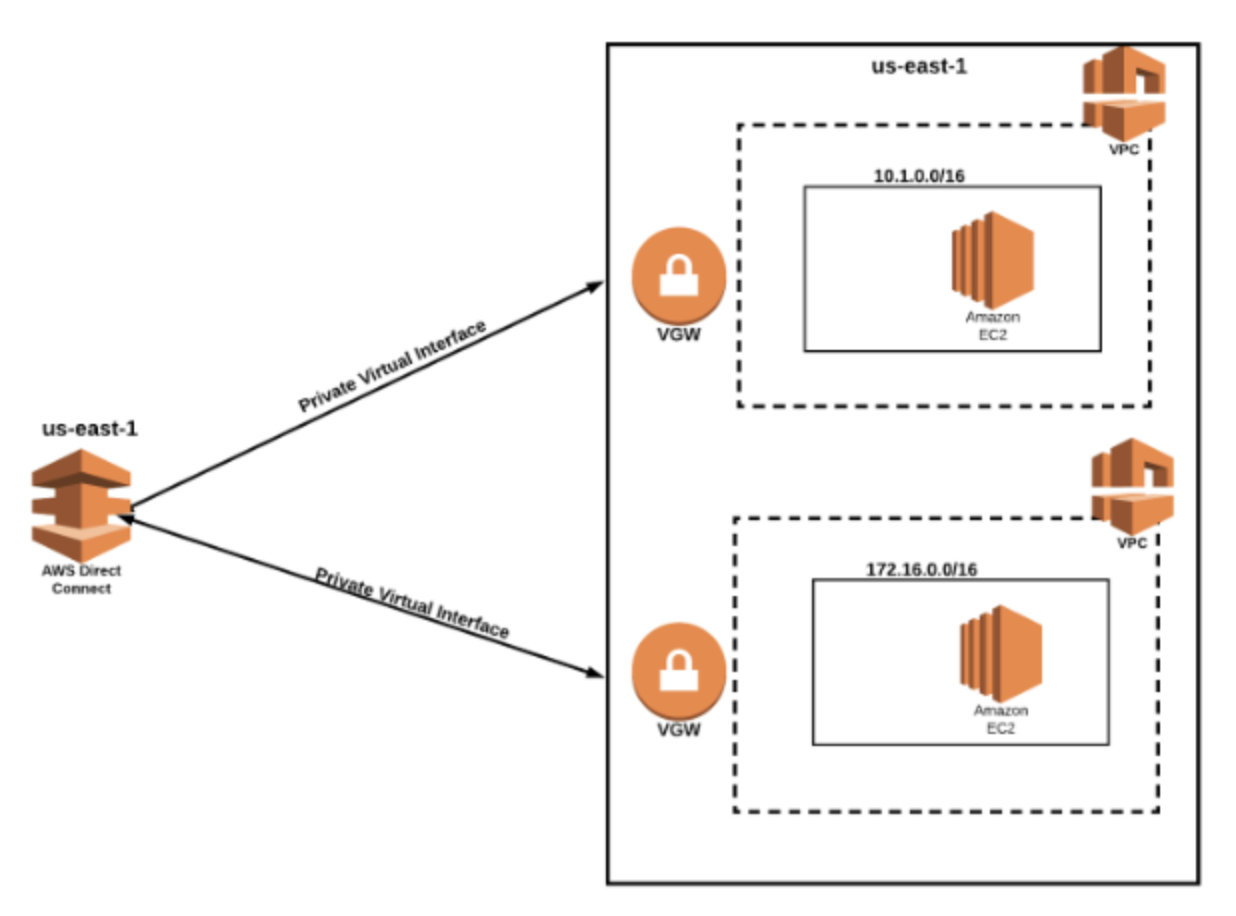 us-east-1
VPC
10.1.0.0/16
Amazon
EC2
VGW
Private Virtual Interface
us-east-1
AWS Direct
Connect
Private Virtual Interface
VPC
172.16.0.0/16
Amazon
EC2
VGW